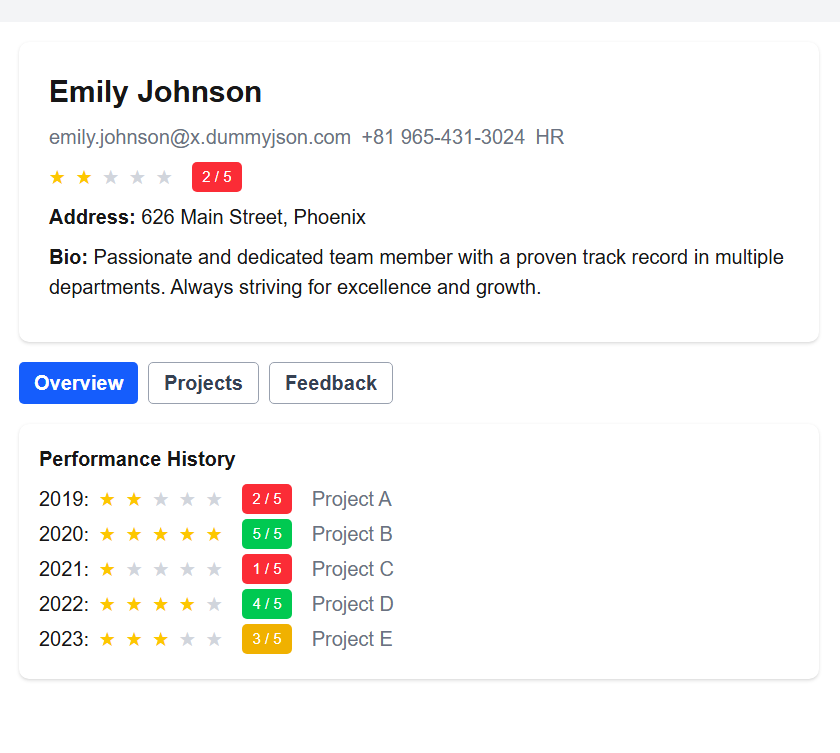 Emily Johnson
emily.johnson@x.dummyjson.com +81 965-431-3024 HR
★ ★ ★ ★ ★ 2 / 5
Address: 626 Main Street, Phoenix
Bio: Passionate and dedicated team member with a proven track record in multiple
departments. Always striving for excellence and growth.
Overview Projects Feedback
Performance History
2019: ★ ★ ★ ★ ★ 2 / 5 Project A
2020: ★ ★ ★ ★ ★ 5 / 5 Project B
2021: ★ ★ ★ ★ ★ 1 / 5 Project C
2022: ★ ★ ★ ★ ★ 4 / 5 Project D
2023: ★ ★ ★ ★ ★ 3 / 5 Project E